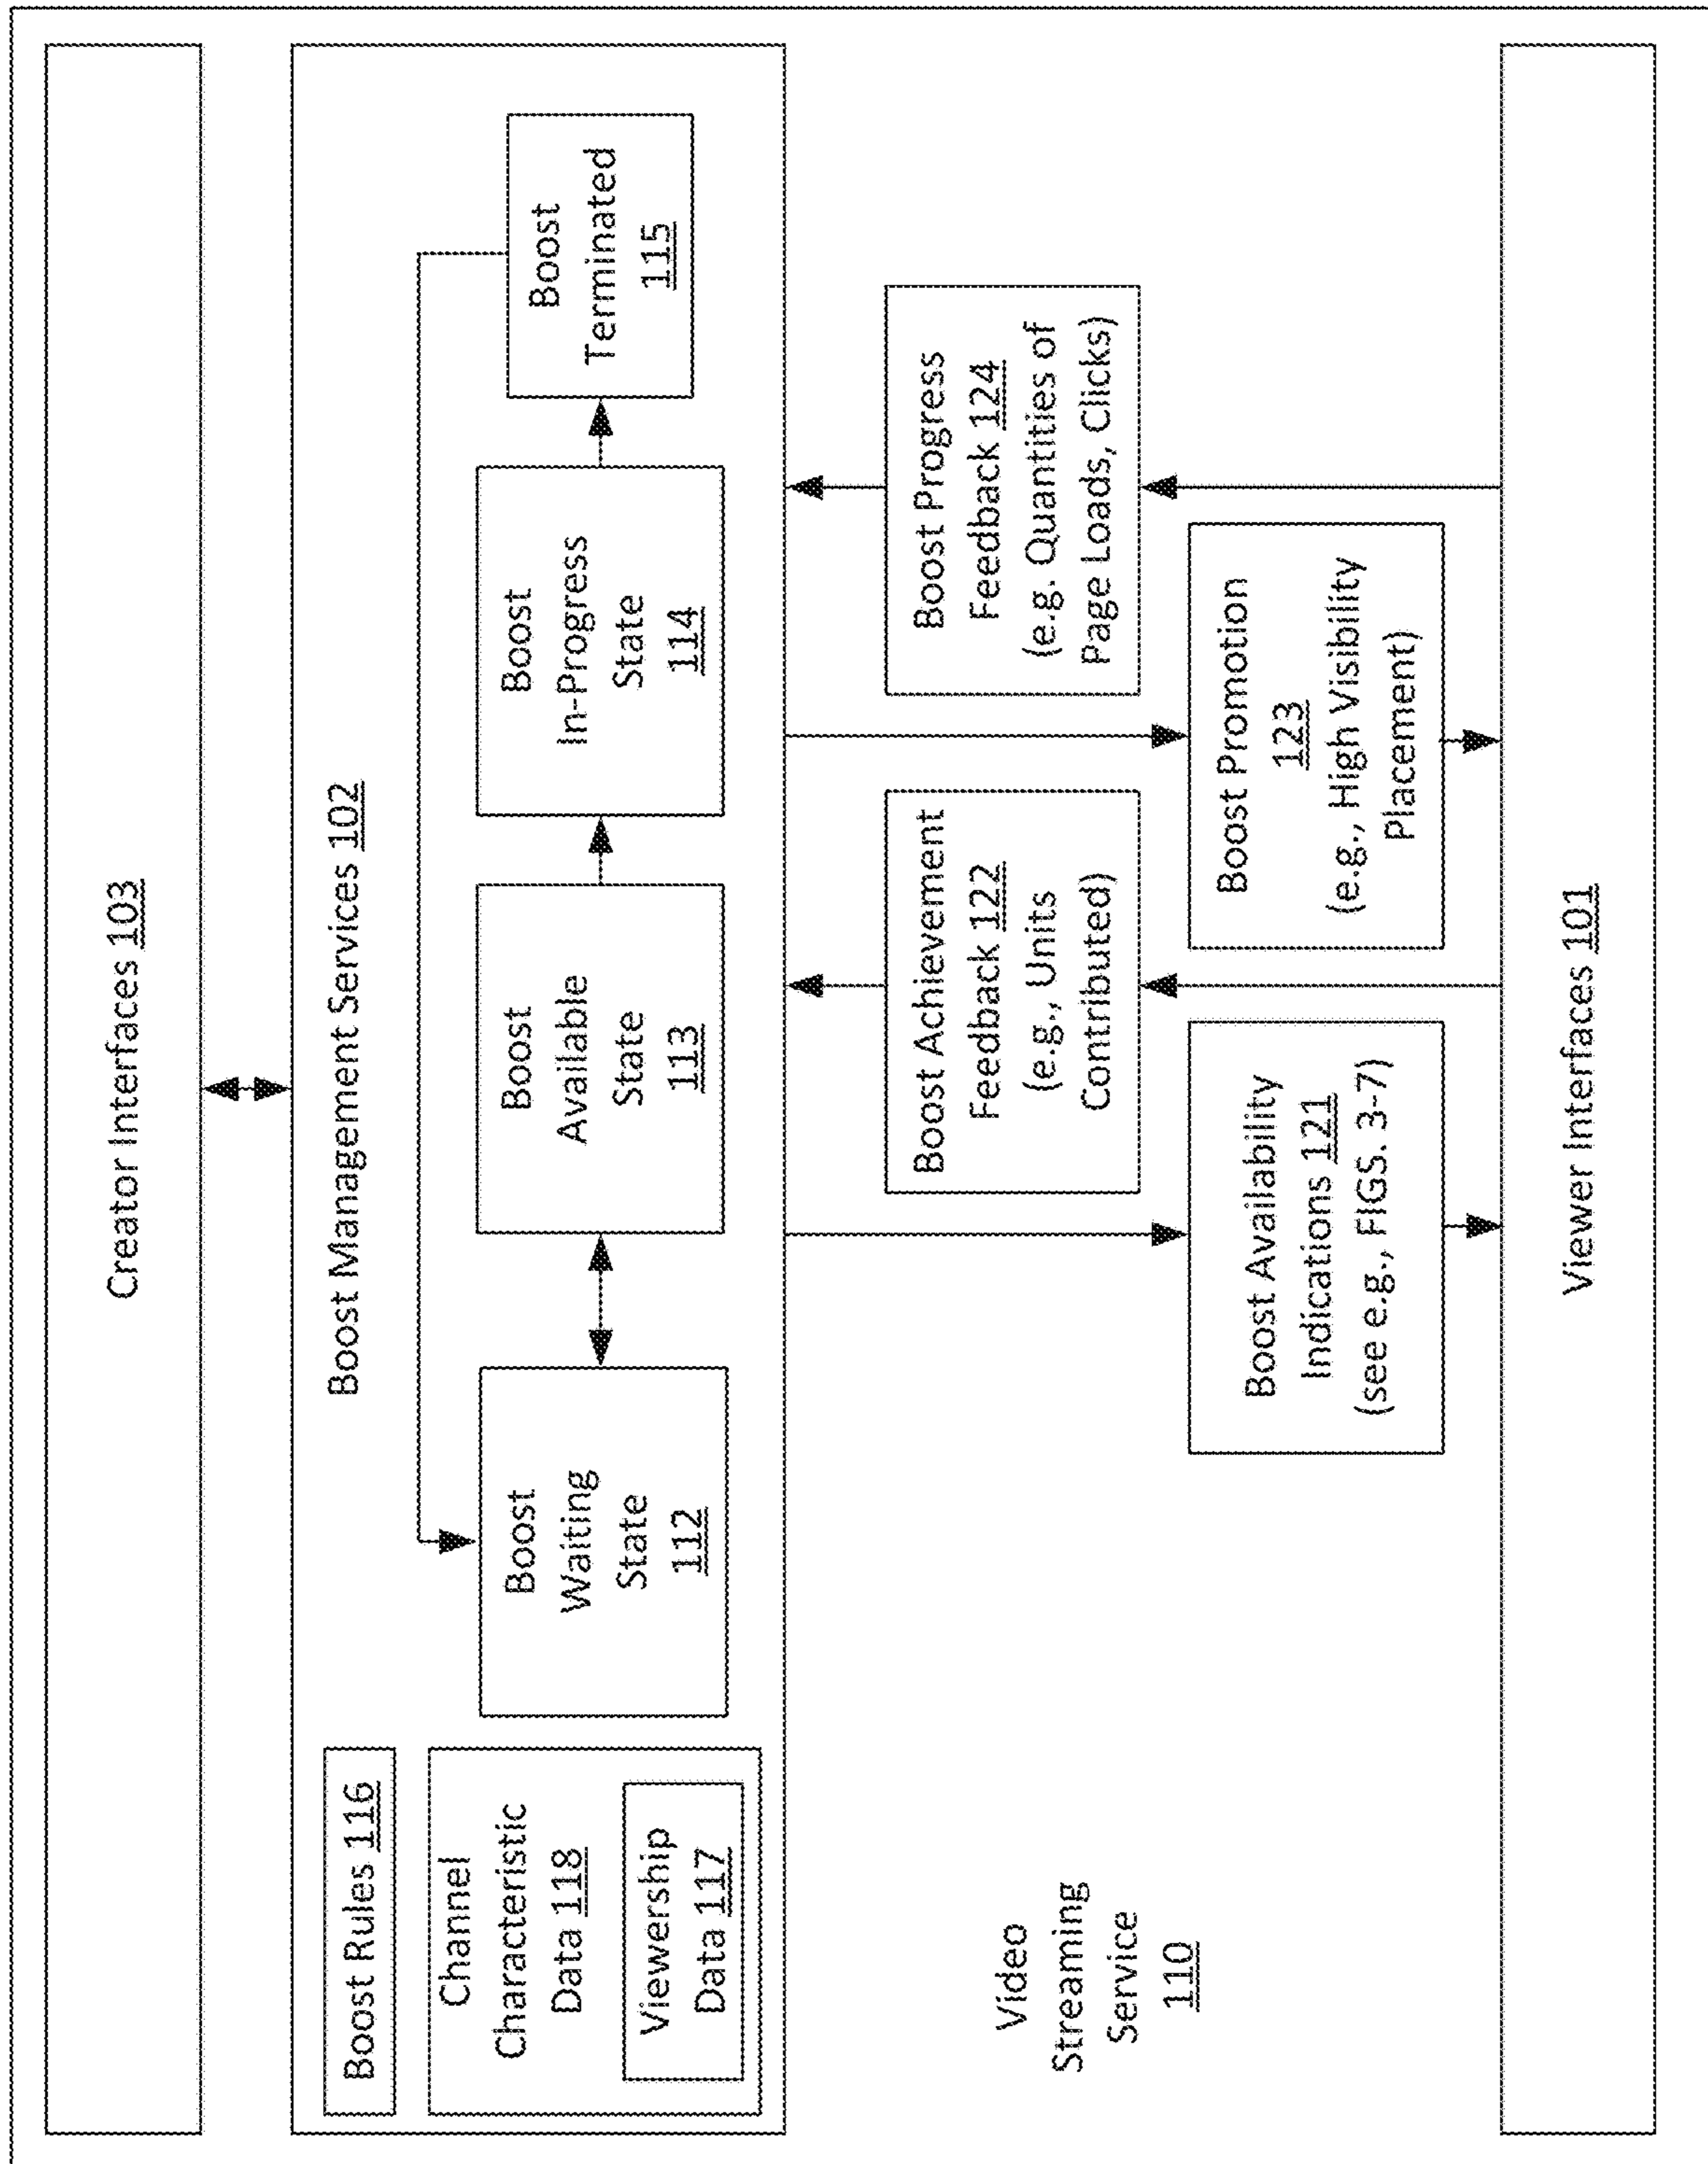 Creator Interfaces 103
Boost Management Services 102
Boost Rules 116
Channel
Characteristic
Data 118
Viewership
Data 117
Boost
Waiting
State
112
Boost
Available
State
113
Boost
In-Progress
State
114
Boost
Terminated
115
Video
Streaming
Service
110
Boost Availability
Indications 121
(see e.g., FIGS. 3-7)
Boost Achievement
Feedback 122
(e.g., Units
Contributed)
Boost Promotion
123
(e.g., High Visibility
Placement)
Boost Progress
Feedback 124
(e.g. Quantities of
Page Loads, Clicks)
Viewer Interfaces 101